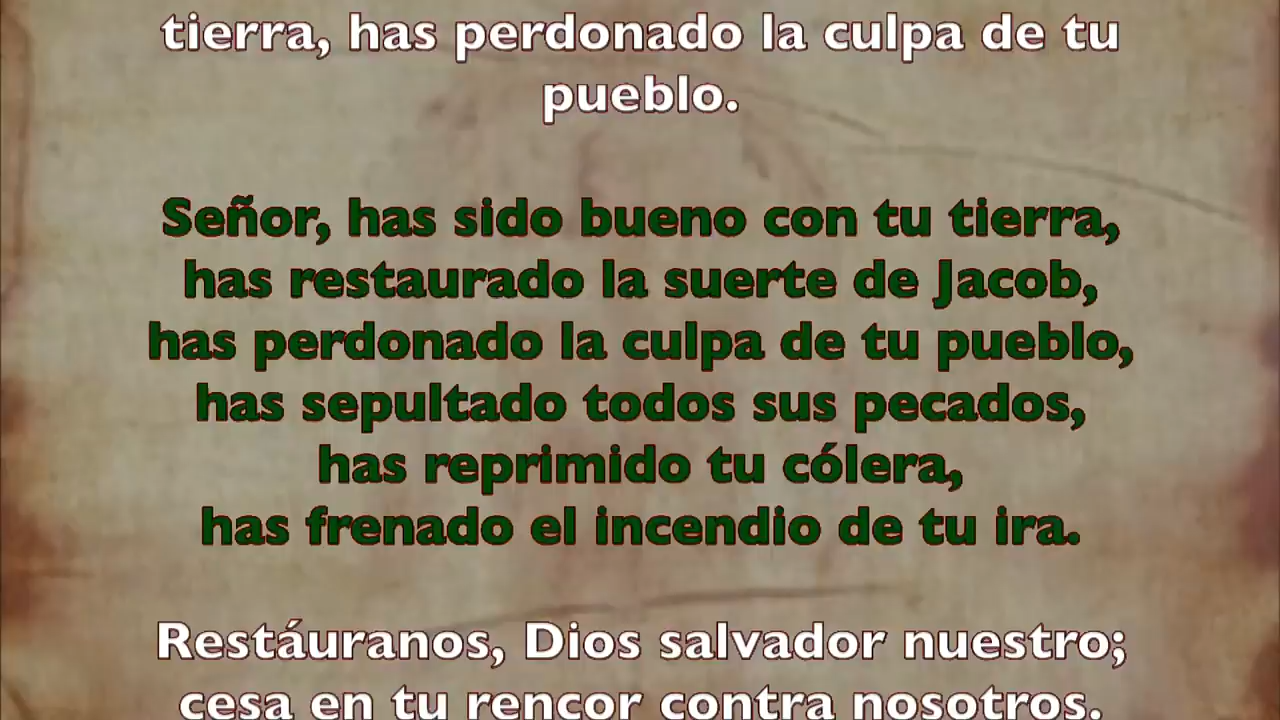 tierra, has perdonado la culpa de tu
pueblo.
Señor, has sido bueno con tu tierra,
has restaurado la suerte de Jacob,
has perdonado la culpa de tu pueblo,
has sepultado todos sus pecados,
has reprimido tu cólera,
has frenado el incendio de tu ira.
Restáuranos, Dios salvador nuestro;
cesa en tu rencor contra nosotros.